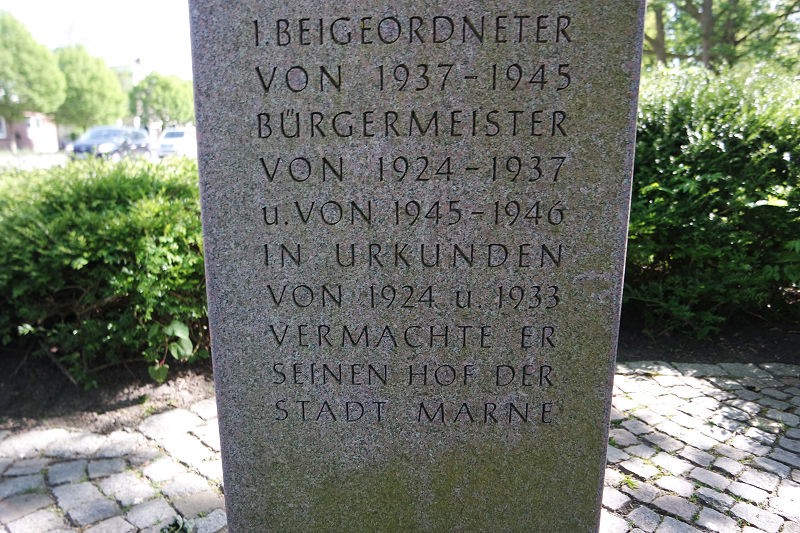 1.BEIGEORDNETER
VON 1937-1945
BÜRGERMEISTER
VON 1924-1937
u.VON 1945-1946
IN URKUNDEN
VON 1924 u. 1933
VERMACHTE ER
SEINEN HOF DER
STADT MARNE